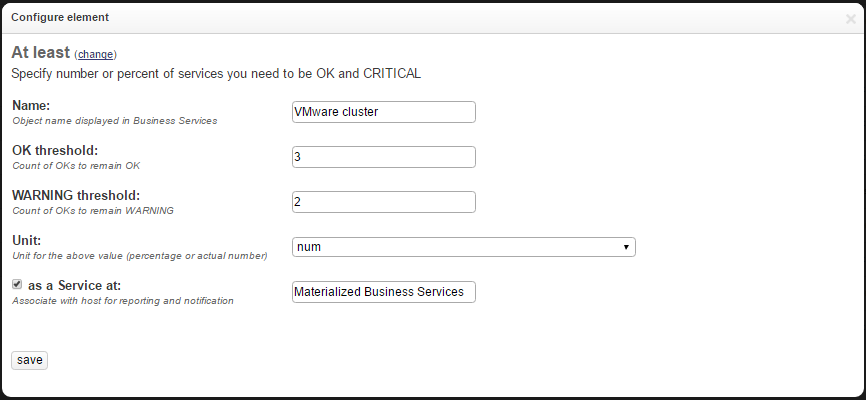 Configure element
At least (change)
Specify number or percent of services you need to be OK and CRITICAL
Name:
VMware cluster
Object name displayed in Business Services
OK threshold:
3
Count of OKs to remain OK
WARNING threshold:
2
Count of OKs to remain WARNING
Unit:
num
Unit for the above value (percentage or actual number)
as a Service at:
Materialized Business Services
Associate with host for reporting and notification
save